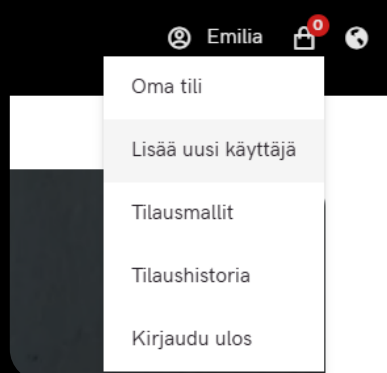 Emilia
0
Oma tili
Lisää uusi käyttäjä
Tilausmallit
Tilaushistoria
Kirjaudu ulos